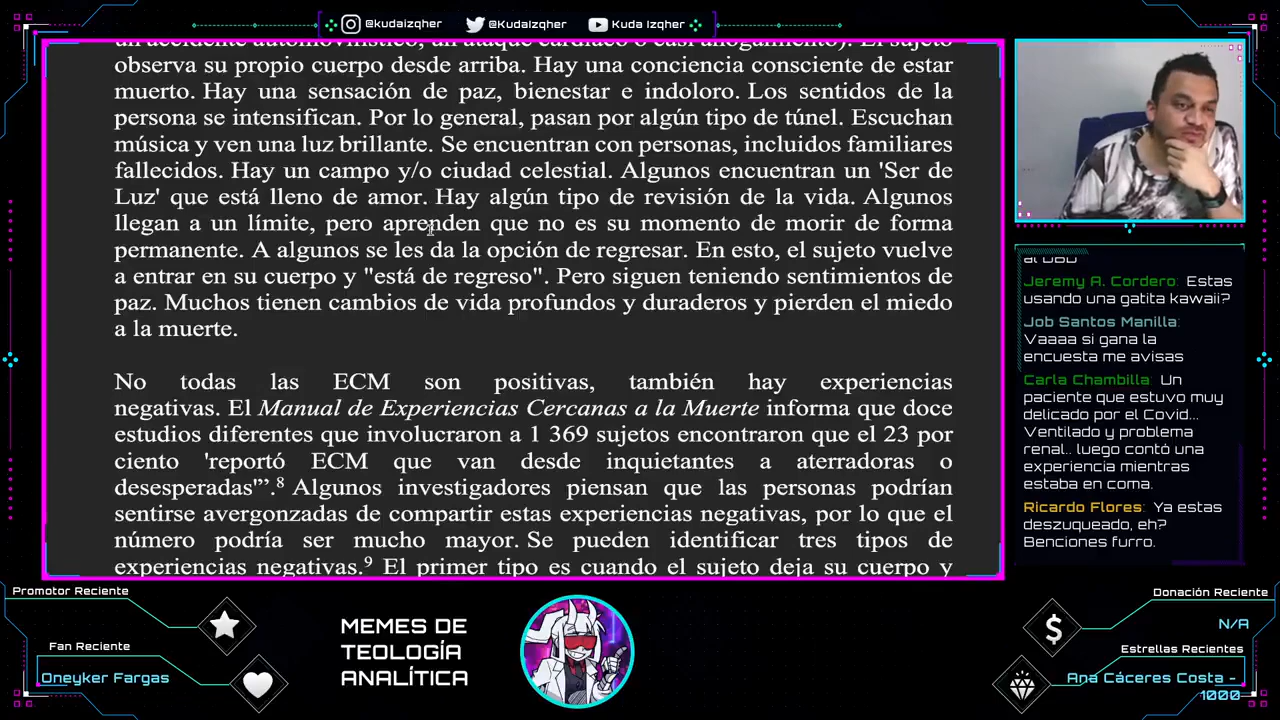 @kudaizqher
@KudaIzqher
Kuda Izqher
un accidente automovilístico, un ataque cardíaco o casi ahogamiento). El sujeto
observa su propio cuerpo desde arriba. Hay una conciencia consciente de estar
muerto. Hay una sensación de paz, bienestar e indoloro. Los sentidos de la
persona se intensifican. Por lo general, pasan por algún tipo de túnel. Escuchan
música y ven una luz brillante. Se encuentran con personas, incluidos familiares
fallecidos. Hay un campo y/o ciudad celestial. Algunos encuentran un 'Ser de
Luz' que está lleno de amor. Hay algún tipo de revisión de la vida. Algunos
llegan a un límite, pero aprenden que no es su momento de morir de forma
permanente. A algunos se les da la opción de regresar. En esto, el sujeto vuelve
a entrar en su cuerpo y "está de regreso". Pero siguen teniendo sentimientos de
paz. Muchos tienen cambios de vida profundos y duraderos y pierden el miedo
a la muerte.
No todas las ECM son positivas, también hay experiencias
negativas. El Manual de Experiencias Cercanas a la Muerte informa que doce
estudios diferentes que involucraron a 1 369 sujetos encontraron que el 23 por
ciento 'reportó ECM que van desde inquietantes a aterradoras o
desesperadas'”.⁸ Algunos investigadores piensan que las personas podrían
sentirse avergonzadas de compartir estas experiencias negativas, por lo que el
número podría ser mucho mayor. Se pueden identificar tres tipos de
experiencias negativas.⁹ El primer tipo es cuando el sujeto deja su cuerpo y
Jeremy A. Cordero: Estas
usando una gatita kawaii?
Job Santos Manilla:
Vaaaa si gana la
encuesta me avisas
Carla Chambilla: Un
paciente que estuvo muy
delicado por el Covid...
Ventilado y problema
renal.. luego contó una
experiencia mientras
estaba en coma.
Ricardo Flores: Ya estas
deszuqueado, eh?
Benciones furro.
Promotor Reciente
Fan Reciente
Oneyker Fargas
MEMES DE
TEOLOGÍA
ANALÍTICA
Donación Reciente
N/A
Estrellas Recientes
Ana Cáceres Costa -
1000